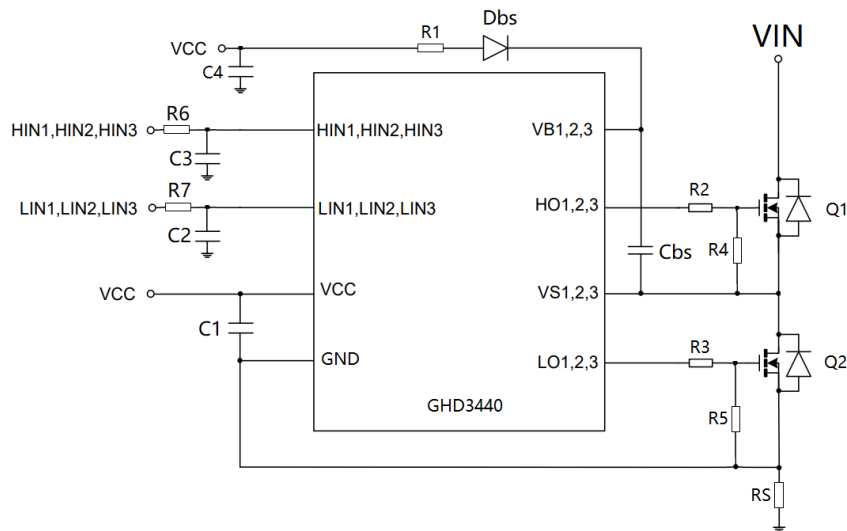 Dbs
R1
VCC
C4
VIN
R6
HIN1,HIN2,HIN3
HIN1,HIN2,HIN3
VB1,2,3
C3
R7
LIN1,LIN2,LIN3
LIN1,LIN2,LIN3
HO1,2,3
R2
Q1
C2
R4
Cbs
VCC
VCC
VS1,2,3
C1
GND
LO1,2,3
R3
Q2
GHD3440
R5
RS